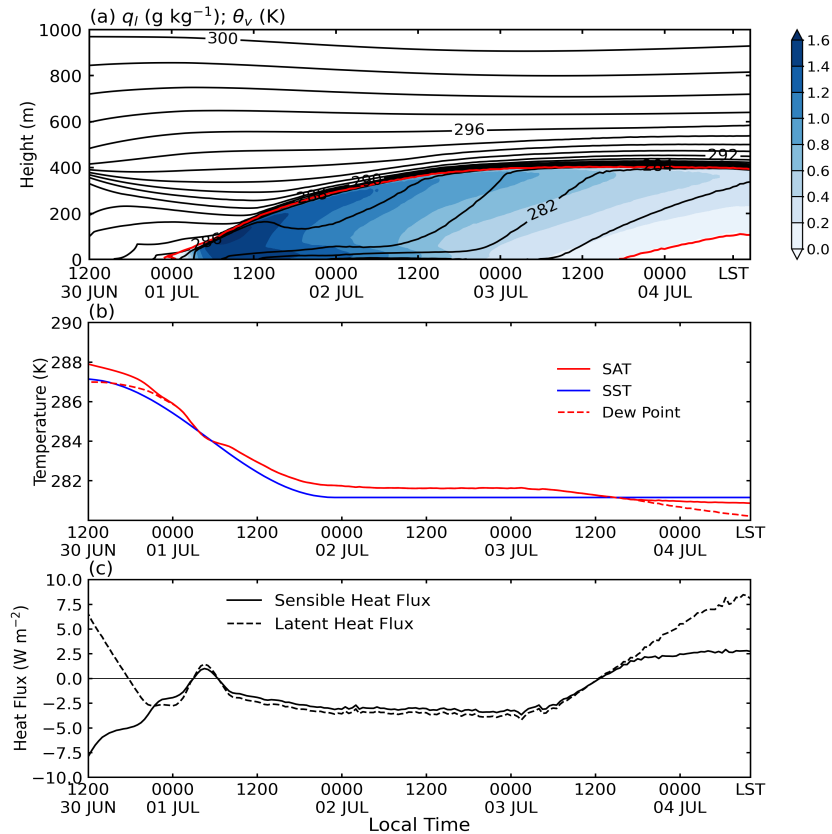 (a) q_l (g kg⁻¹); θ_v (K)
1000
800
600
400
200
0
Height (m)
300
296
292
284
290
288
286
282
1200 0000 1200 0000 1200 0000 1200 0000 LST
30 JUN 01 JUL 02 JUL 03 JUL 04 JUL
1.6
1.4
1.2
1.0
0.8
0.6
0.4
0.2
0.0
(b)
290
288
286
284
282
Temperature (K)
SAT
SST
Dew Point
1200 0000 1200 0000 1200 0000 1200 0000 LST
30 JUN 01 JUL 02 JUL 03 JUL 04 JUL
(c)
10.0
7.5
5.0
2.5
0.0
−2.5
−5.0
−7.5
−10.0
Heat Flux (W m⁻²)
Sensible Heat Flux
Latent Heat Flux
1200 0000 1200 0000 1200 0000 1200 0000 LST
30 JUN 01 JUL 02 JUL 03 JUL 04 JUL
Local Time